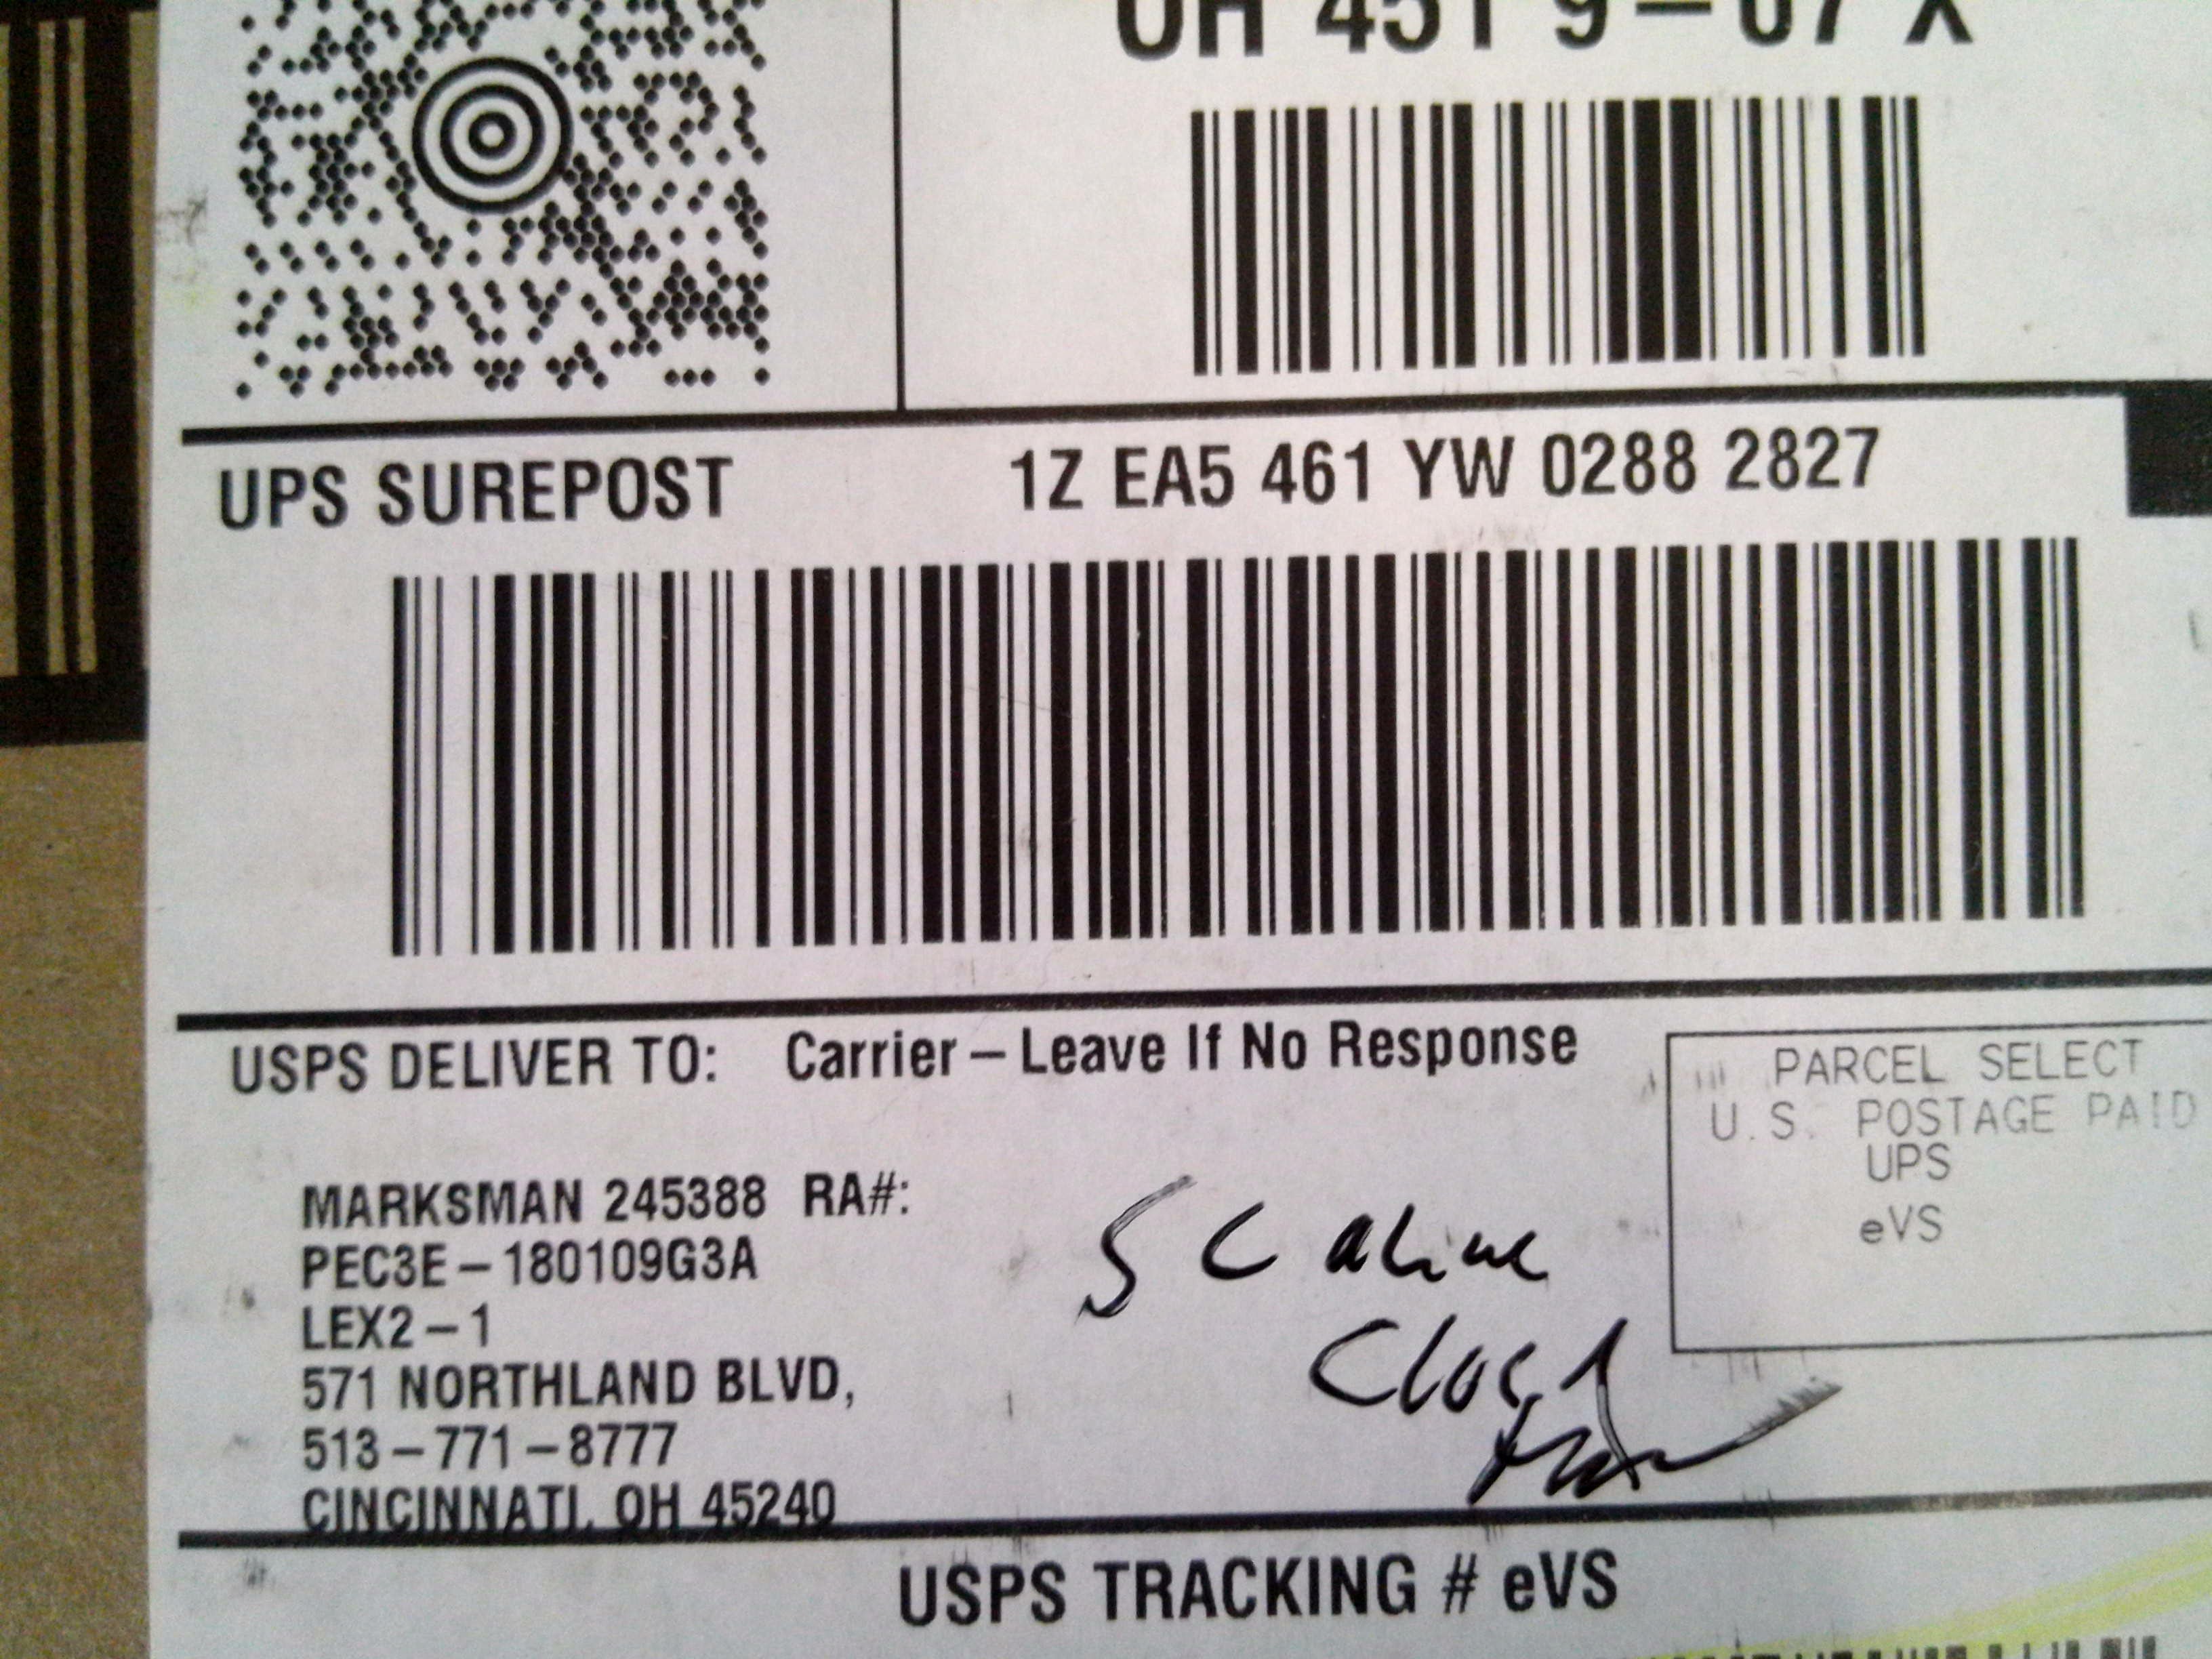 OH 451 9–07 X
UPS SUREPOST 1Z EA5 461 YW 0288 2827
USPS DELIVER TO: Carrier – Leave If No Response
PARCEL SELECT
U.S. POSTAGE PAID
UPS
eVS
MARKSMAN 245388 RA#:
PEC3E – 180109G3A
LEX2 – 1
571 NORTHLAND BLVD,
513 – 771 – 8777
CINCINNATI, OH 45240
USPS TRACKING # eVS